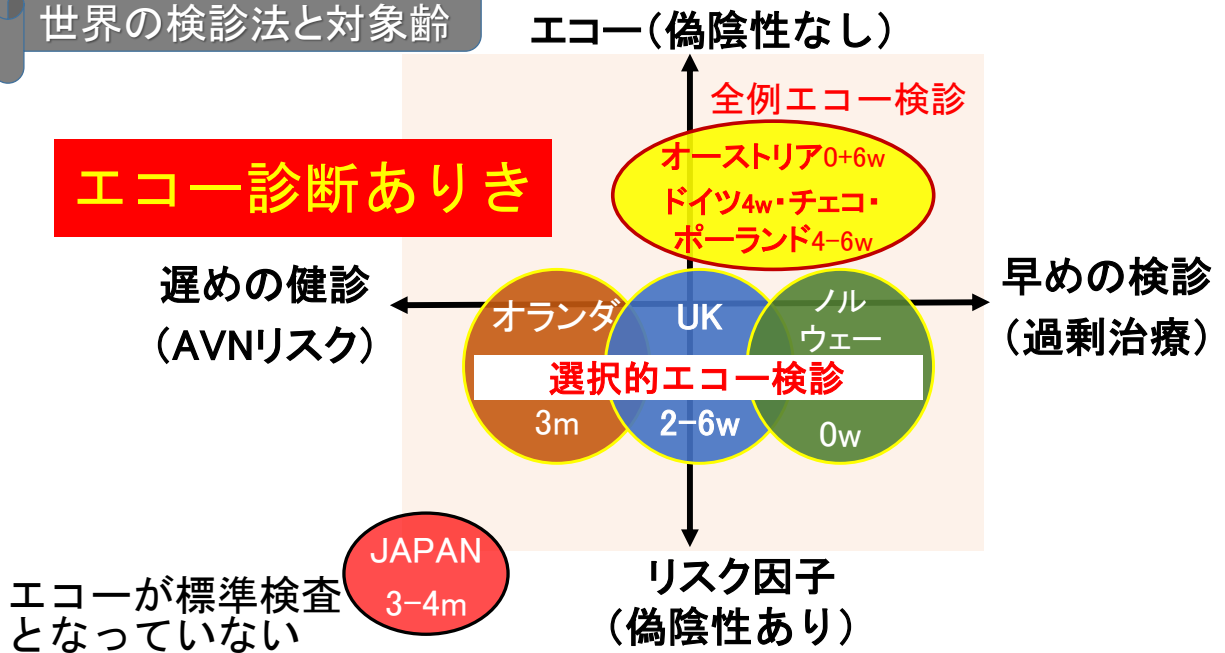 世界の検診法と対象齢
エコー(偽陰性なし)
全例エコー検診
オーストリア0+6w
ドイツ4w・チェコ・
ポーランド4-6w
エコー診断ありき
遅めの健診
(AVNリスク)
早めの検診
(過剰治療)
オランダ
UK
ノル
ウェー
選択的エコー検診
3m
2-6w
0w
JAPAN
3-4m
エコーが標準検査
となっていない
リスク因子
(偽陰性あり)